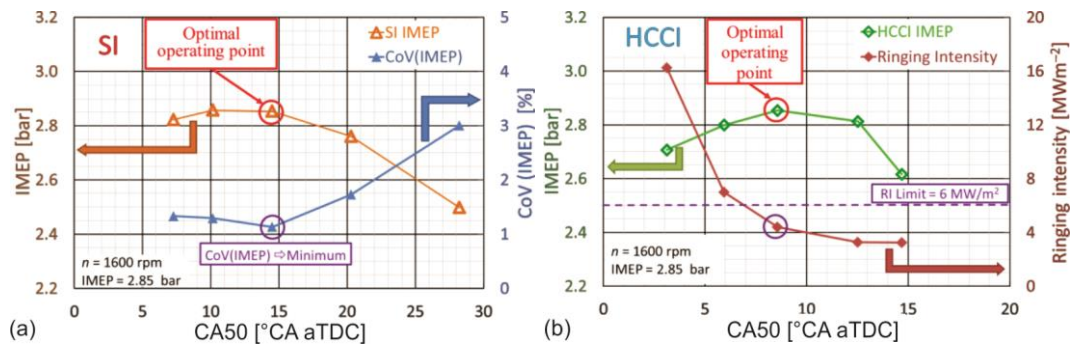 SI
Optimal
operating point
SI IMEP
CoV(IMEP)
3.2
3.0
2.8
2.6
2.4
2.2
IMEP [bar]
5
4
3
2
1
0
CoV (IMEP) [%]
CoV(IMEP) ⇨Minimum
n = 1600 rpm
IMEP = 2.85 bar
0 5 10 15 20 25 30
(a) CA50 [°CA aTDC]
HCCI
Optimal
operating
point
HCCI IMEP
Ringing Intensity
3.2
3.0
2.8
2.6
2.4
2.2
IMEP [bar]
20
16
12
8
4
0
Ringing intensity [MWm⁻²]
RI Limit = 6 MW/m²
n = 1600 rpm
IMEP = 2.85 bar
0 5 10 15 20
(b) CA50 [°CA aTDC]